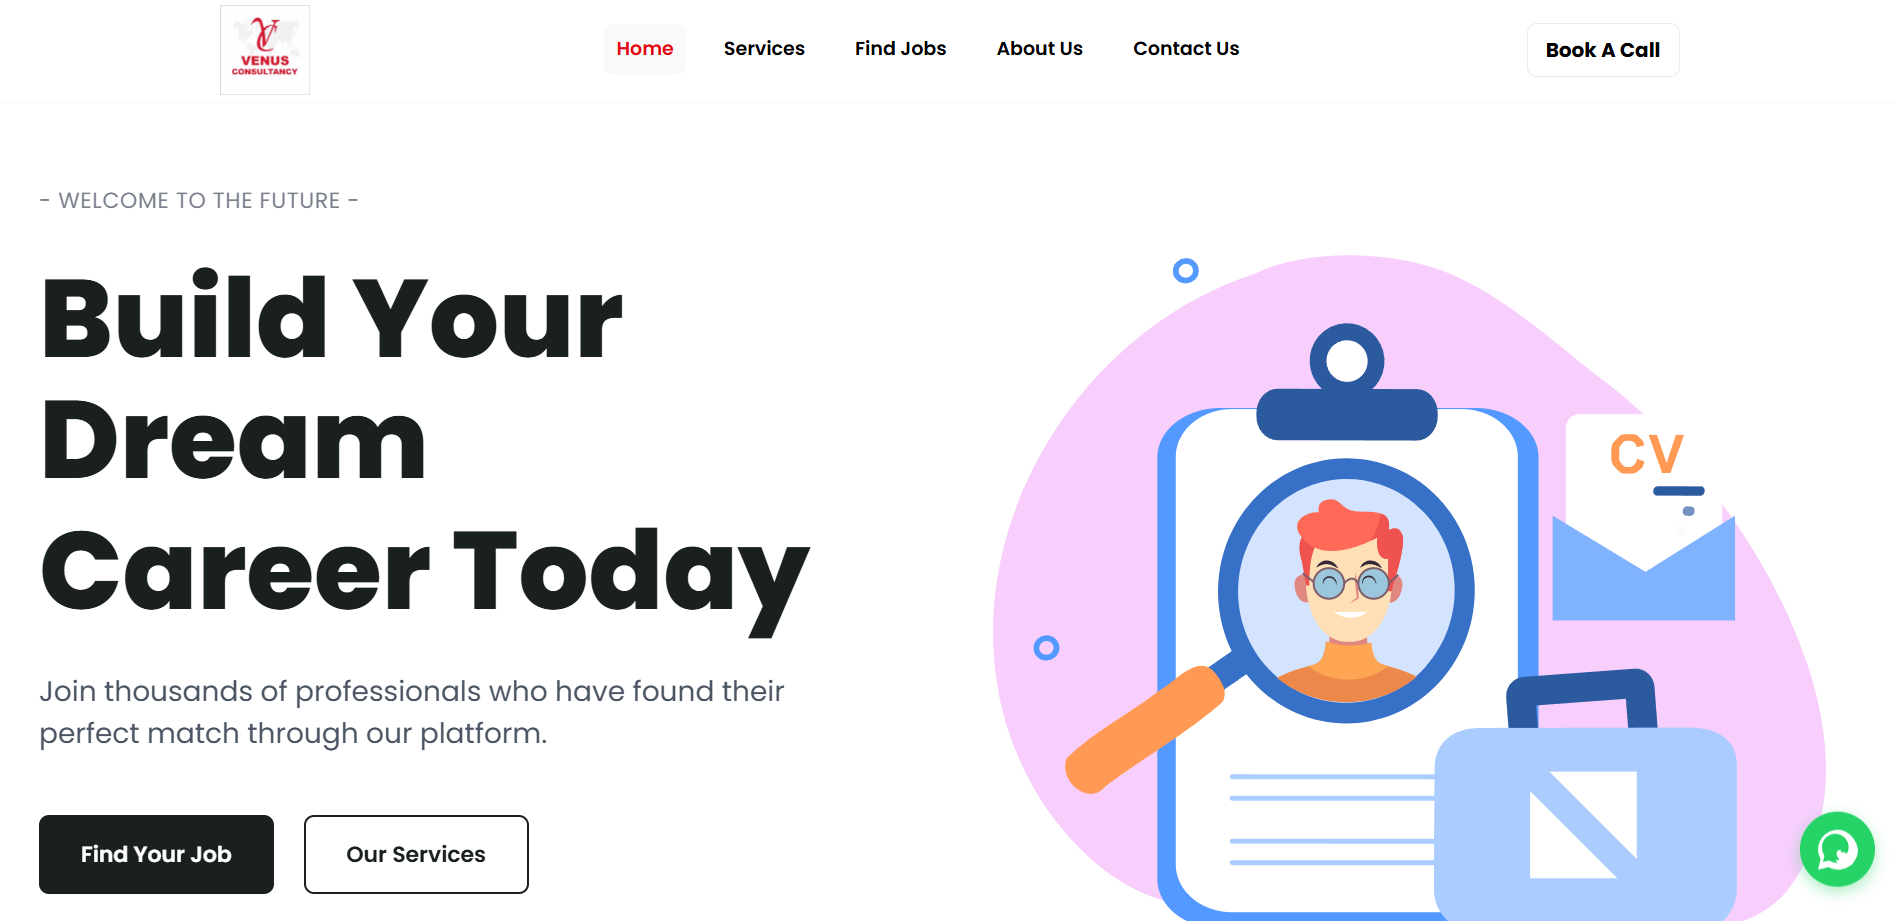 VENUS
CONSULTANCY
Home
Services
Find Jobs
About Us
Contact Us
Book A Call
- WELCOME TO THE FUTURE -
Build Your
Dream
Career Today
Join thousands of professionals who have found their
perfect match through our platform.
Find Your Job
Our Services
CV